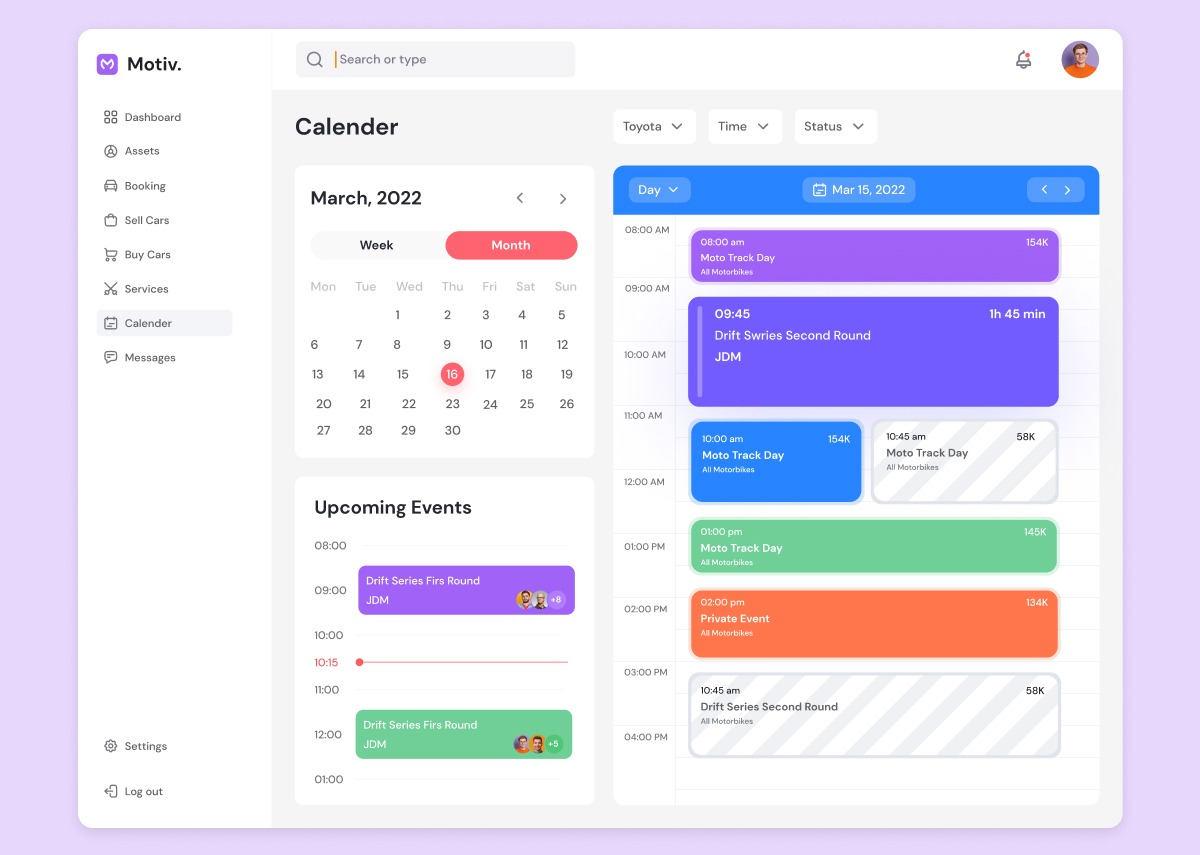 Motiv.
Search or type
Dashboard
Assets
Booking
Sell Cars
Buy Cars
Services
Calender
Messages
Settings
Log out
Calender
Toyota
Time
Status
March, 2022
Week Month
Mon Tue Wed Thu Fri Sat Sun
1 2 3 4 5
6 7 8 9 10 11 12
13 14 15 16 17 18 19
20 21 22 23 24 25 26
27 28 29 30
Upcoming Events
08:00
09:00
Drift Series Firs Round
JDM
+8
10:00
10:15
11:00
12:00
Drift Series Firs Round
JDM
+5
01:00
Day
Mar 15, 2022
08:00 AM
08:00 am 154K
Moto Track Day
All Motorbikes
09:00 AM
09:45 1h 45 min
Drift Swries Second Round
JDM
10:00 AM
11:00 AM
10:00 am 154K
Moto Track Day
All Motorbikes
10:45 am 58K
Moto Track Day
All Motorbikes
12:00 AM
01:00 pm 145K
Moto Track Day
All Motorbikes
01:00 PM
02:00 pm 134K
Private Event
All Motorbikes
02:00 PM
03:00 PM
10:45 am 58K
Drift Series Second Round
All Motorbikes
04:00 PM